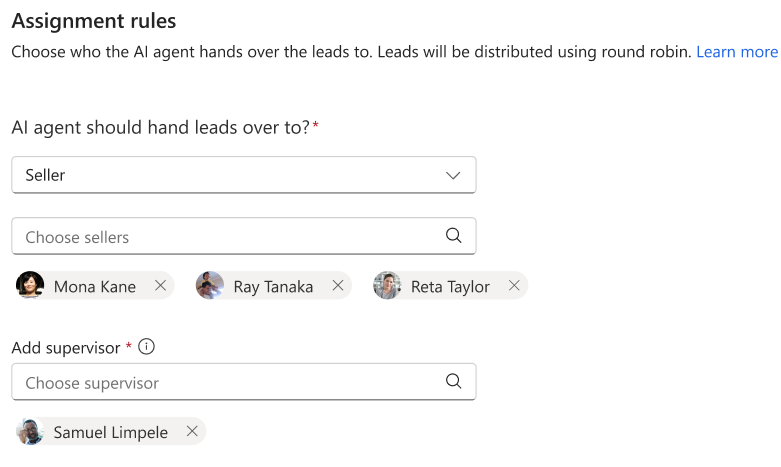 Assignment rules
Choose who the AI agent hands over the leads to. Leads will be distributed using round robin. Learn more
AI agent should hand leads over to?*
Seller
Choose sellers
Mona Kane Ray Tanaka Reta Taylor
Add supervisor *
Choose supervisor
Samuel Limpele